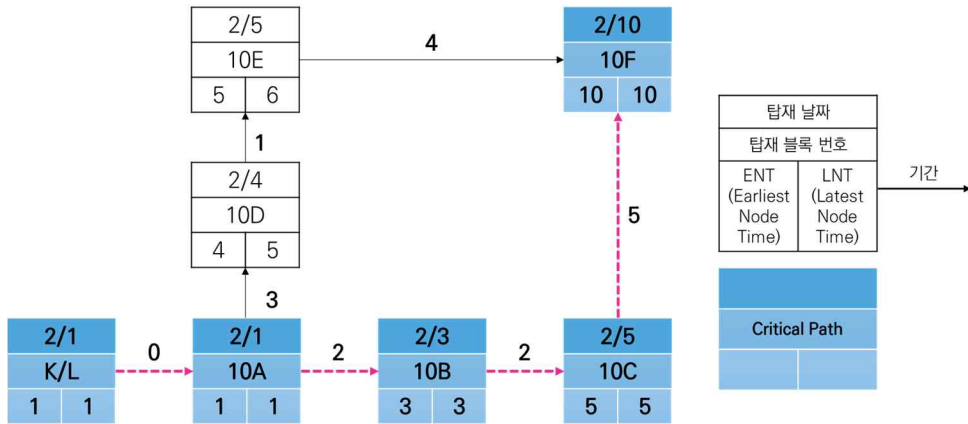 2/5
10E
5 6
4
2/10
10F
10 10
1
2/4
10D
4 5
3
5
2/1
K/L
1 1
0
2/1
10A
1 1
2
2/3
10B
3 3
2
2/5
10C
5 5
탑재 날짜
탑재 블록 번호
ENT
(Earliest
Node
Time)
LNT
(Latest
Node
Time)
기간
Critical Path